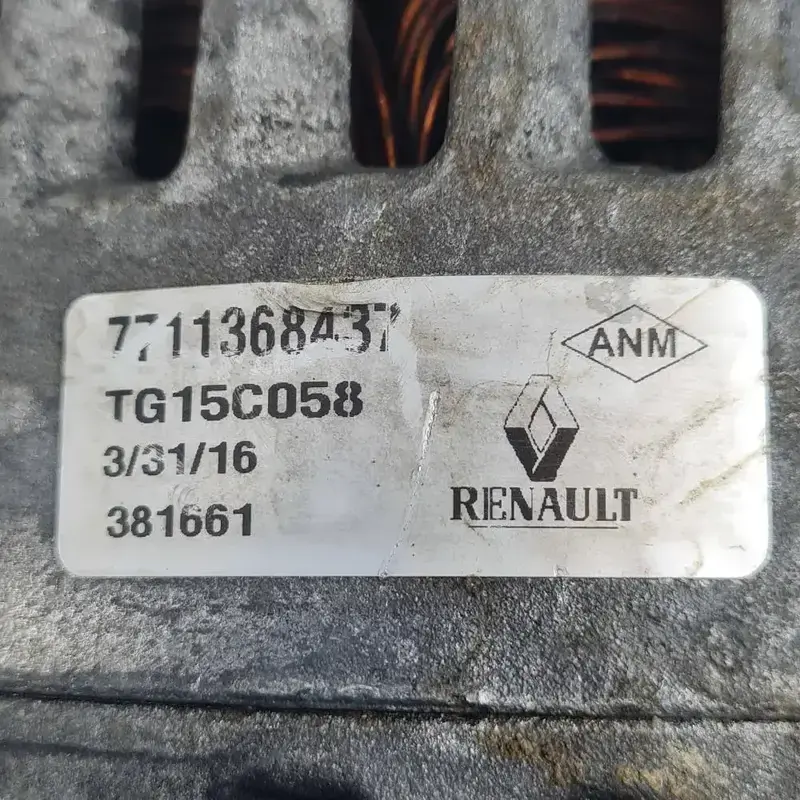 7711368437
ANM
TG15C058
3/31/16
381661
RENAULT